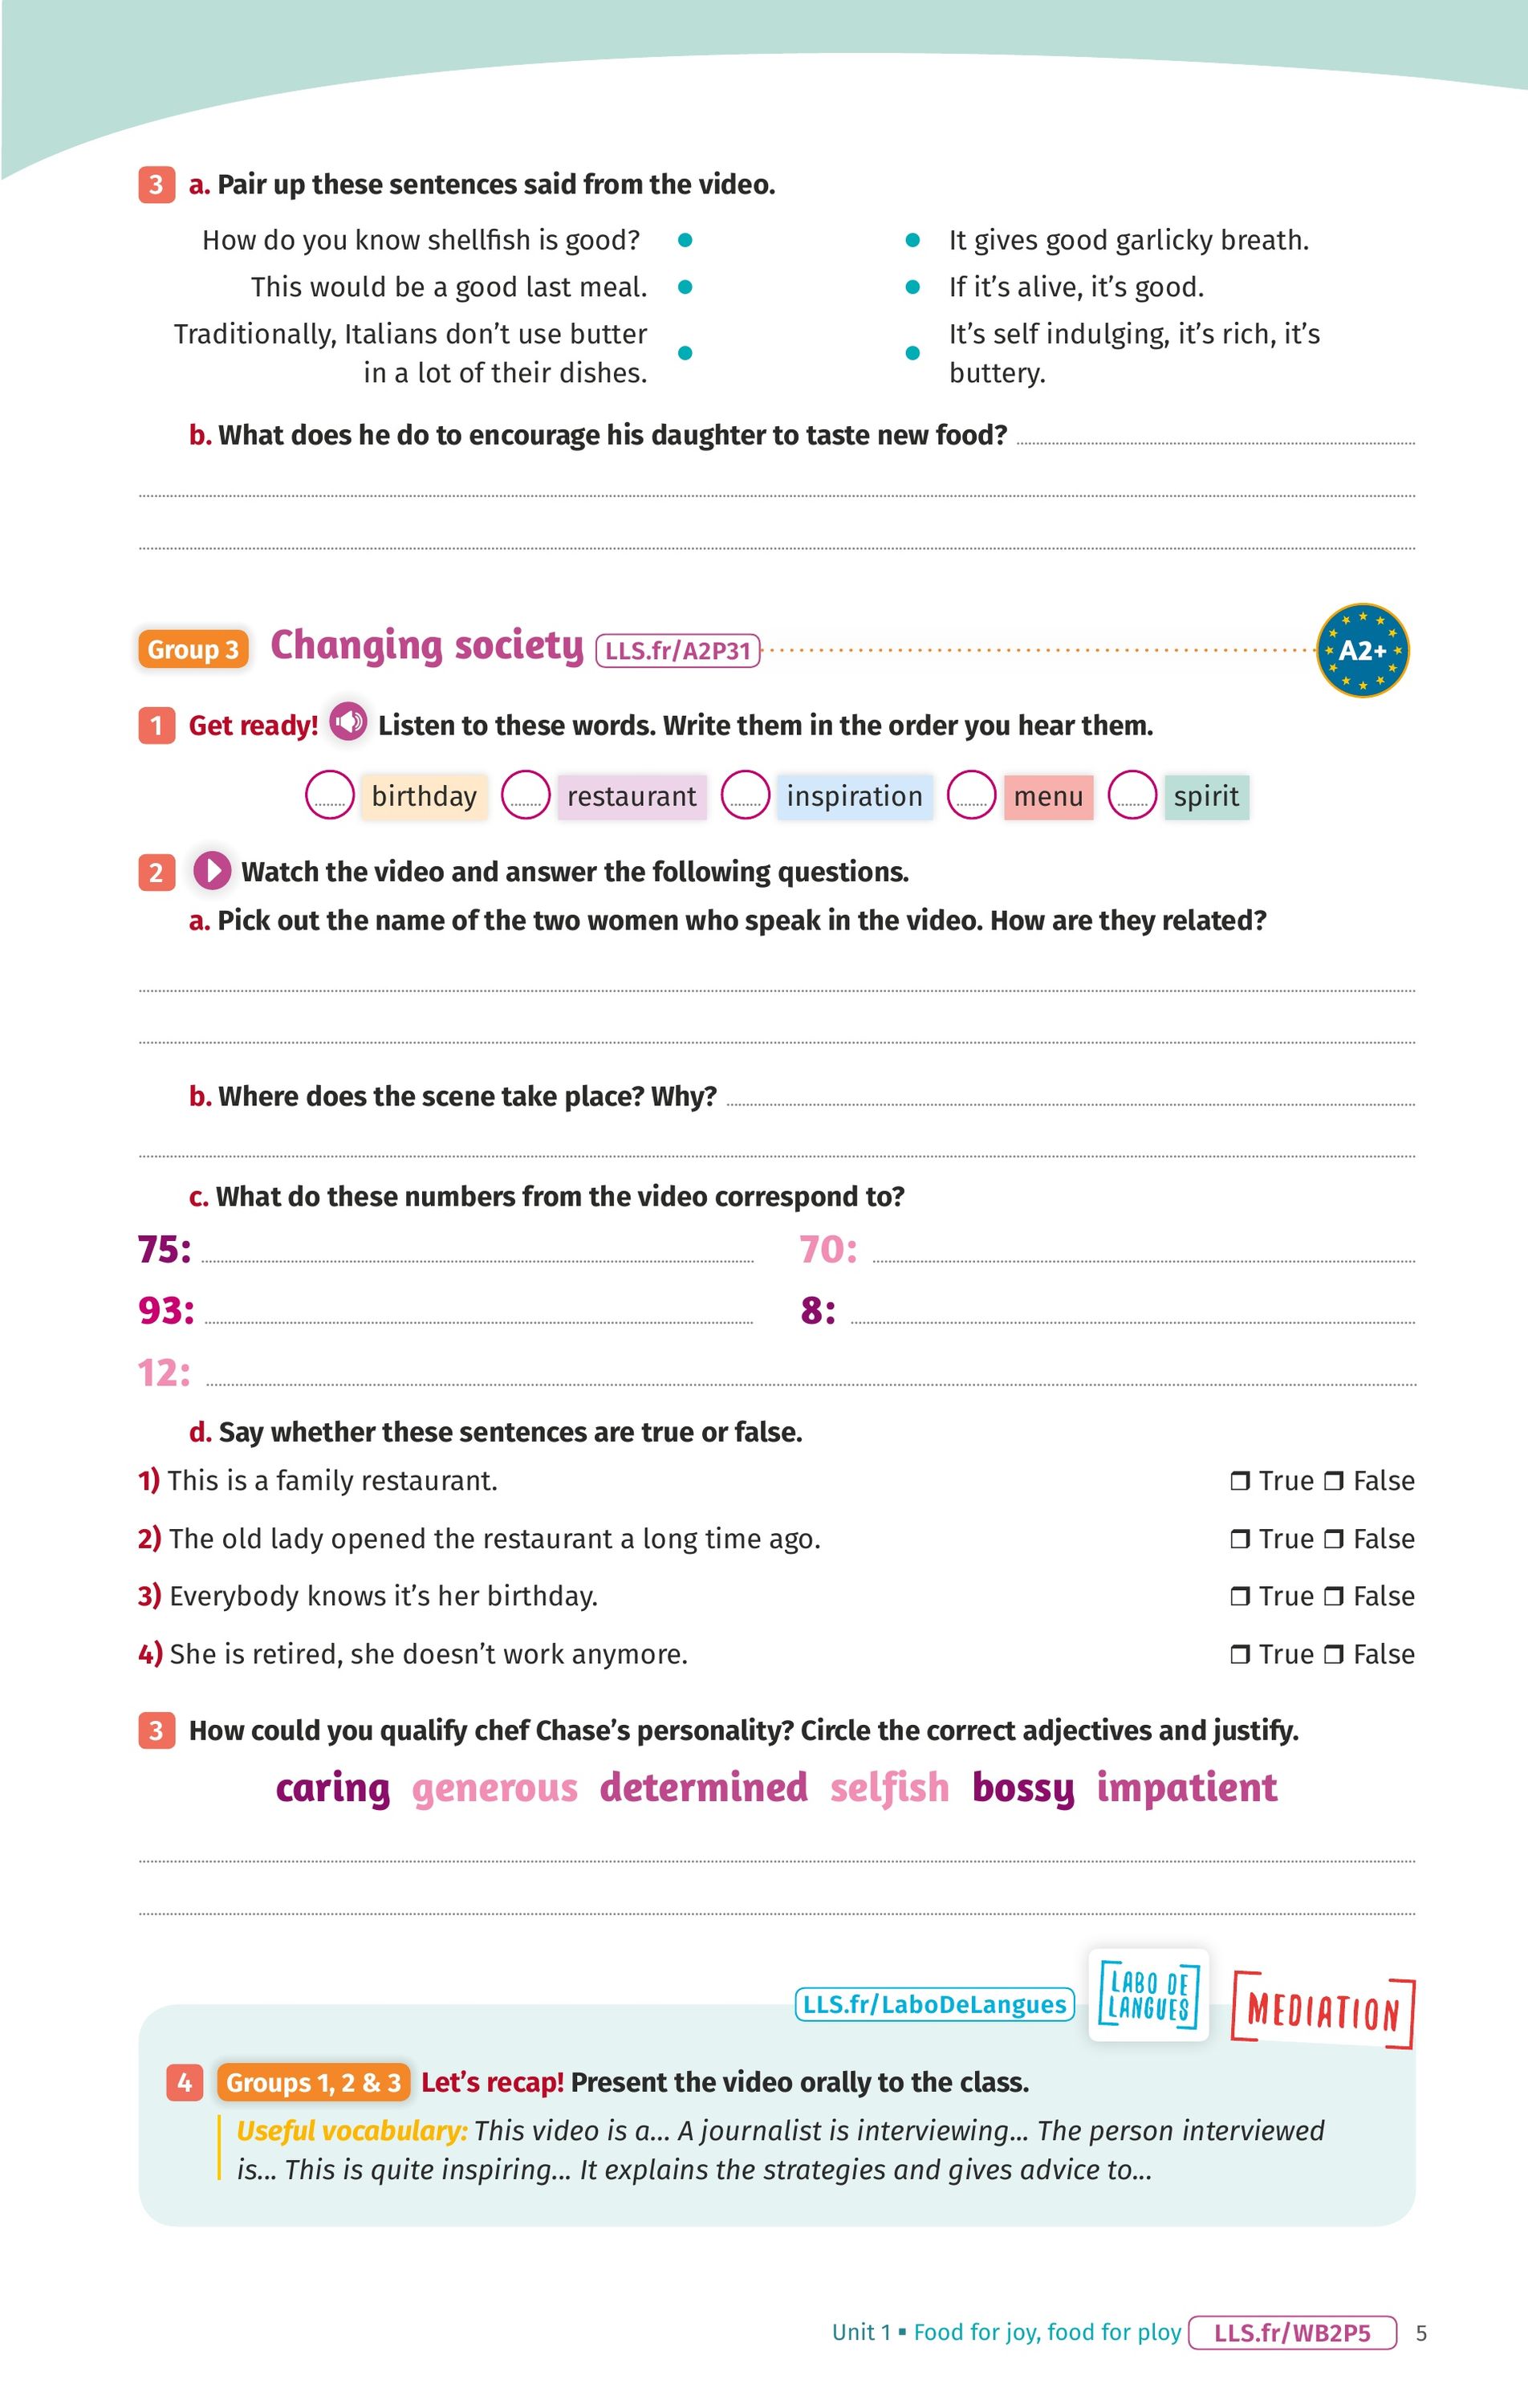 3 a. Pair up these sentences said from the video.
How do you know shellfish is good? • • It gives good garlicky breath.
This would be a good last meal. • • If it's alive, it's good.
Traditionally, Italians don't use butter
in a lot of their dishes. • • It's self indulging, it's rich, it's
buttery.
b. What does he do to encourage his daughter to taste new food?
Group 3 Changing society LLS.fr/A2P31 A2+
1 Get ready! Listen to these words. Write them in the order you hear them.
birthday restaurant inspiration menu spirit
2 Watch the video and answer the following questions.
a. Pick out the name of the two women who speak in the video. How are they related?
b. Where does the scene take place? Why?
c. What do these numbers from the video correspond to?
75: 70:
93: 8:
12:
d. Say whether these sentences are true or false.
1) This is a family restaurant. ❒ True ❒ False
2) The old lady opened the restaurant a long time ago. ❒ True ❒ False
3) Everybody knows it's her birthday. ❒ True ❒ False
4) She is retired, she doesn't work anymore. ❒ True ❒ False
3 How could you qualify chef Chase's personality? Circle the correct adjectives and justify.
caring generous determined selfish bossy impatient
LLS.fr/LaboDeLangues LABO DE LANGUES MEDIATION
4 Groups 1, 2 & 3 Let's recap! Present the video orally to the class.
Useful vocabulary: This video is a... A journalist is interviewing... The person interviewed
is... This is quite inspiring... It explains the strategies and gives advice to...
Unit 1 ▪ Food for joy, food for ploy LLS.fr/WB2P5 5